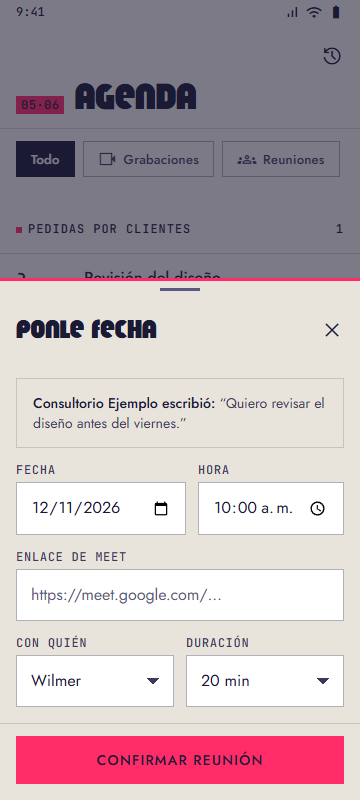 9:41
05·06 AGENDA
Todo Grabaciones Reuniones
PEDIDAS POR CLIENTES 1
Revisión del diseño
PONLE FECHA
Consultorio Ejemplo escribió: “Quiero revisar el
diseño antes del viernes.”
FECHA HORA
12/11/2026 10:00 a. m.
ENLACE DE MEET
https://meet.google.com/...
CON QUIÉN DURACIÓN
Wilmer 20 min
CONFIRMAR REUNIÓN